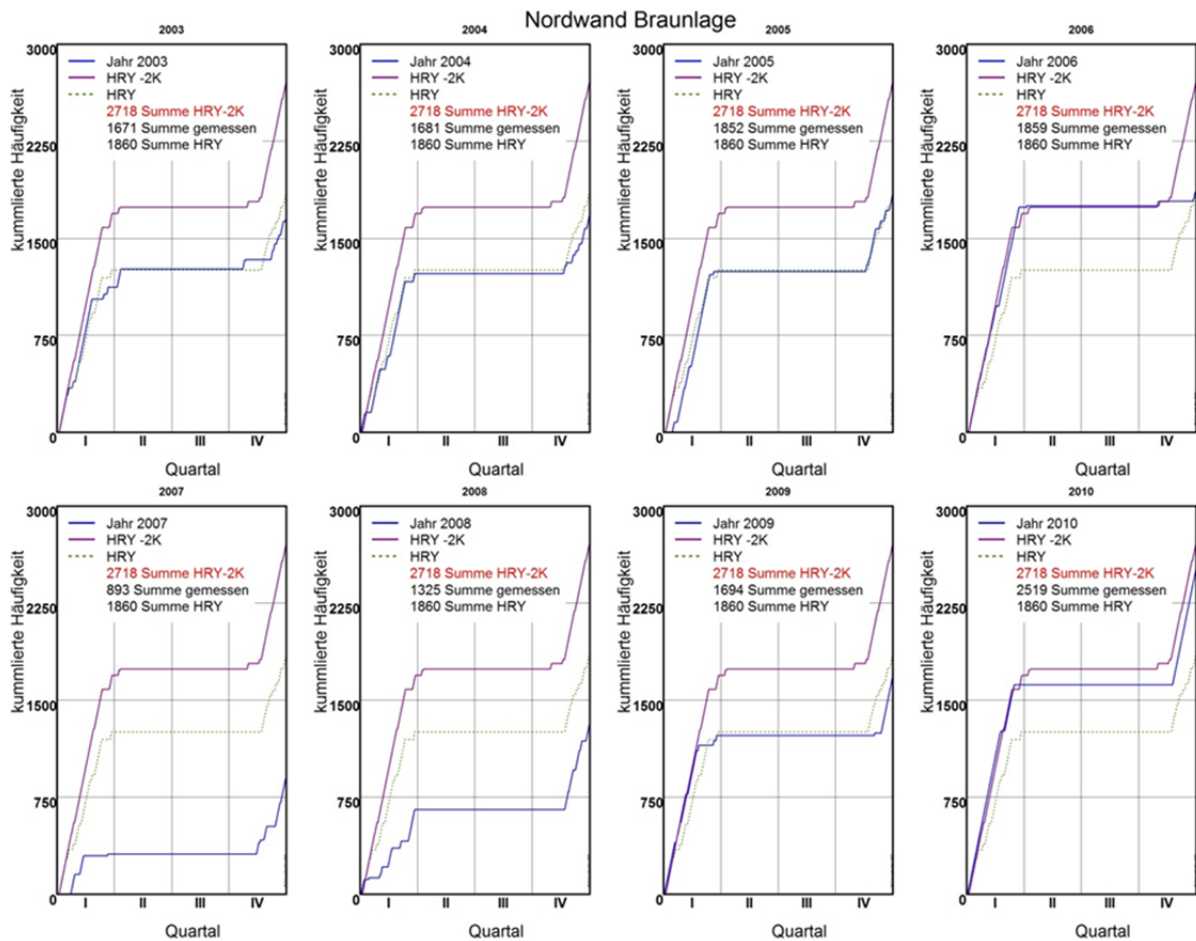 Nordwand Braunlage
2003
kummlierte Häufigkeit
3000
2250
1500
750
0
Jahr 2003
HRY -2K
HRY
2718 Summe HRY-2K
1671 Summe gemessen
1860 Summe HRY
I II III IV
Quartal
2004
kummlierte Häufigkeit
3000
2250
1500
750
0
Jahr 2004
HRY -2K
HRY
2718 Summe HRY-2K
1681 Summe gemessen
1860 Summe HRY
I II III IV
Quartal
2005
kummlierte Häufigkeit
3000
2250
1500
750
0
Jahr 2005
HRY -2K
HRY
2718 Summe HRY-2K
1852 Summe gemessen
1860 Summe HRY
I II III IV
Quartal
2006
kummlierte Häufigkeit
3000
2250
1500
750
0
Jahr 2006
HRY -2K
HRY
2718 Summe HRY-2K
1859 Summe gemessen
1860 Summe HRY
I II III IV
Quartal
2007
kummlierte Häufigkeit
3000
2250
1500
750
0
Jahr 2007
HRY -2K
HRY
2718 Summe HRY-2K
893 Summe gemessen
1860 Summe HRY
I II III IV
Quartal
2008
kummlierte Häufigkeit
3000
2250
1500
750
0
Jahr 2008
HRY -2K
HRY
2718 Summe HRY-2K
1325 Summe gemessen
1860 Summe HRY
I II III IV
Quartal
2009
kummlierte Häufigkeit
3000
2250
1500
750
0
Jahr 2009
HRY -2K
HRY
2718 Summe HRY-2K
1694 Summe gemessen
1860 Summe HRY
I II III IV
Quartal
2010
kummlierte Häufigkeit
3000
2250
1500
750
0
Jahr 2010
HRY -2K
HRY
2718 Summe HRY-2K
2519 Summe gemessen
1860 Summe HRY
I II III IV
Quartal